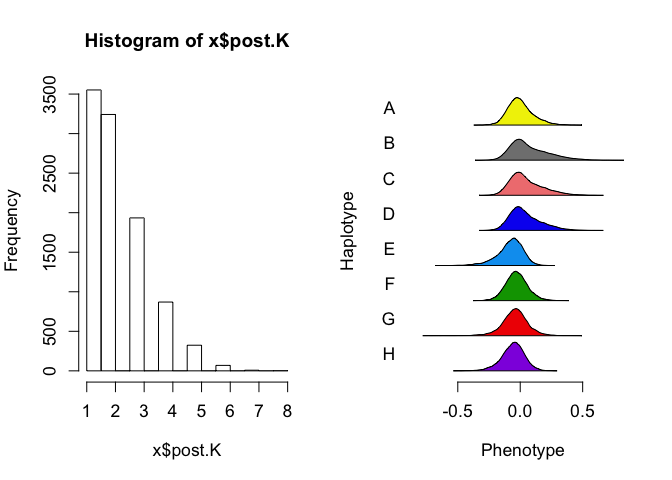 Histogram of x$post.K
Frequency
0
500
1500
2500
3500
1 2 3 4 5 6 7 8
x$post.K
Haplotype
A
B
C
D
E
F
G
H
-0.5 0.0 0.5
Phenotype